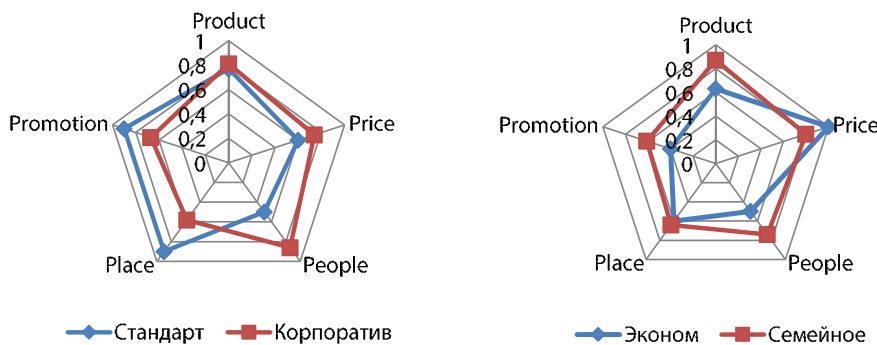 Product
1
0,8
0,6
0,4
0,2
0
Promotion
Price
Place
People
Стандарт
Корпоратив
Product
1
0,8
0,6
0,4
0,2
0
Promotion
Price
Place
People
Эконом
Семейное